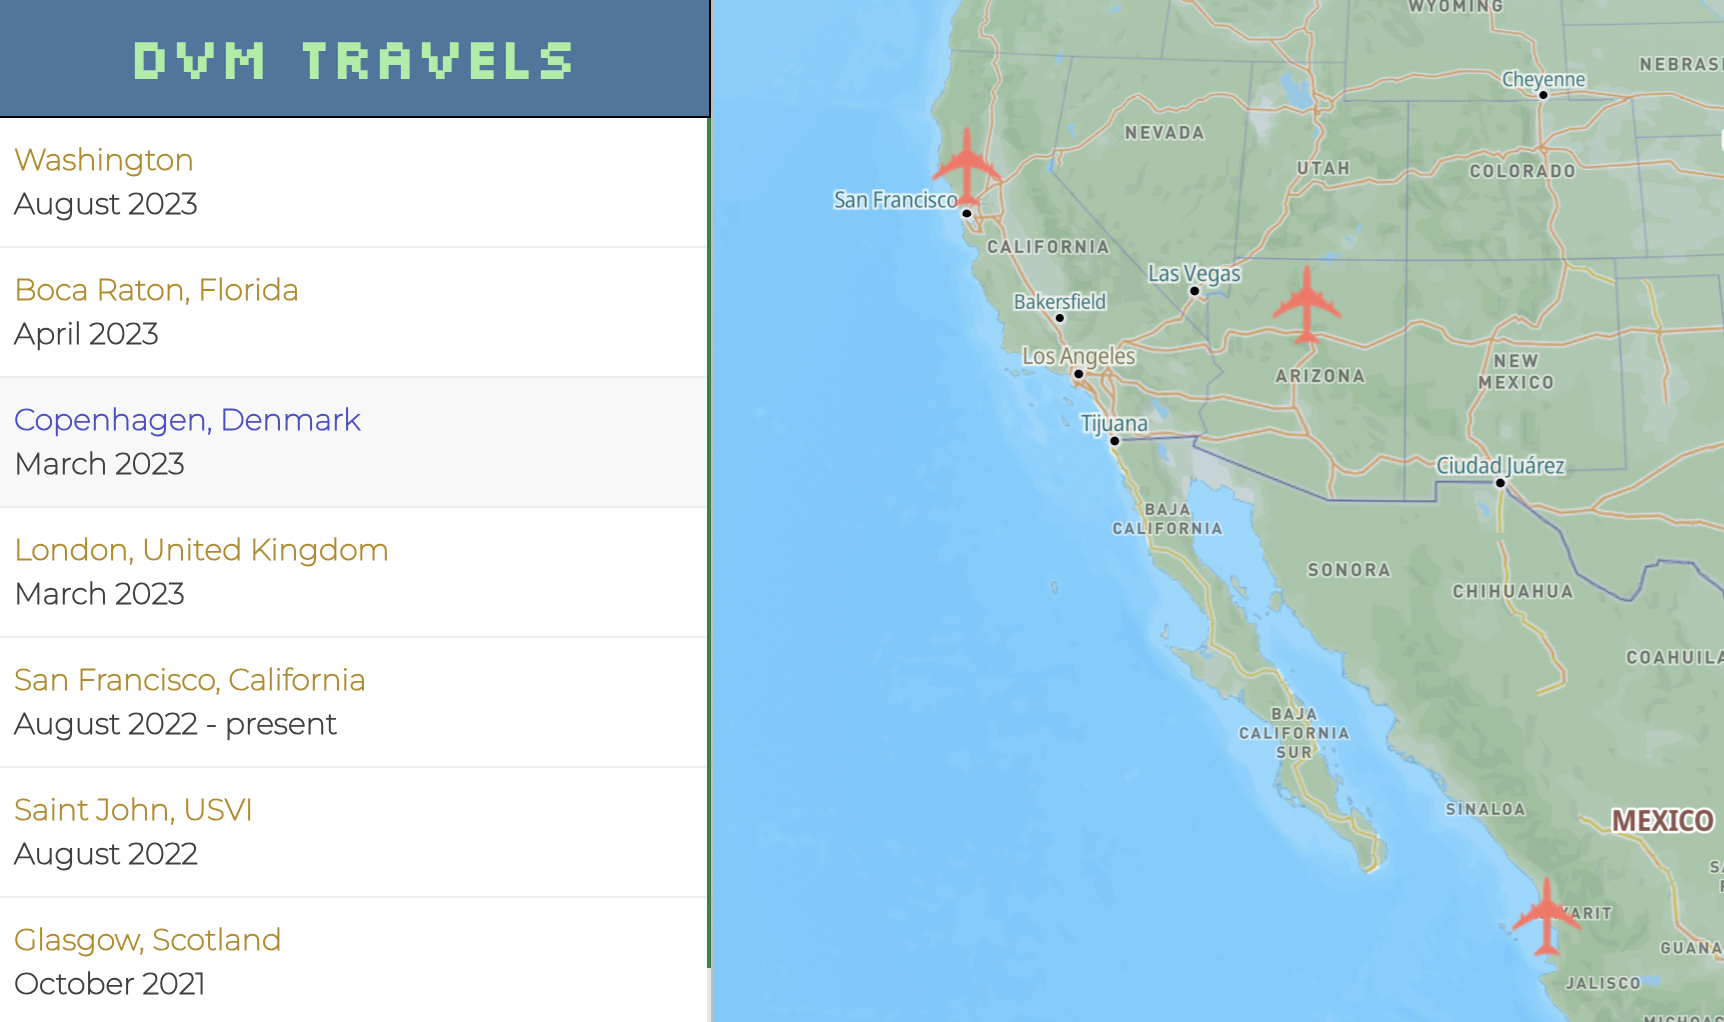 DVM TRAVELS
Washington
August 2023
Boca Raton, Florida
April 2023
Copenhagen, Denmark
March 2023
London, United Kingdom
March 2023
San Francisco, California
August 2022 - present
Saint John, USVI
August 2022
Glasgow, Scotland
October 2021
WYOMING
NEBRAS
Cheyenne
NEVADA
UTAH
COLORADO
San Francisco
CALIFORNIA
Las Vegas
Bakersfield
Los Angeles
ARIZONA
NEW
MEXICO
Tijuana
Ciudad Juárez
BAJA
CALIFORNIA
SONORA
CHIHUAHUA
COAHUILA
BAJA
CALIFORNIA
SUR
SINALOA
MEXICO
YARIT
GUANA
JALISCO
MICHOAC